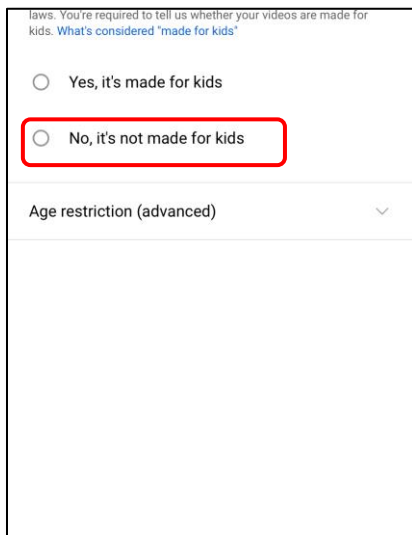 laws. You're required to tell us whether your videos are made for
kids. What's considered "made for kids"
Yes, it's made for kids
No, it's not made for kids
Age restriction (advanced)